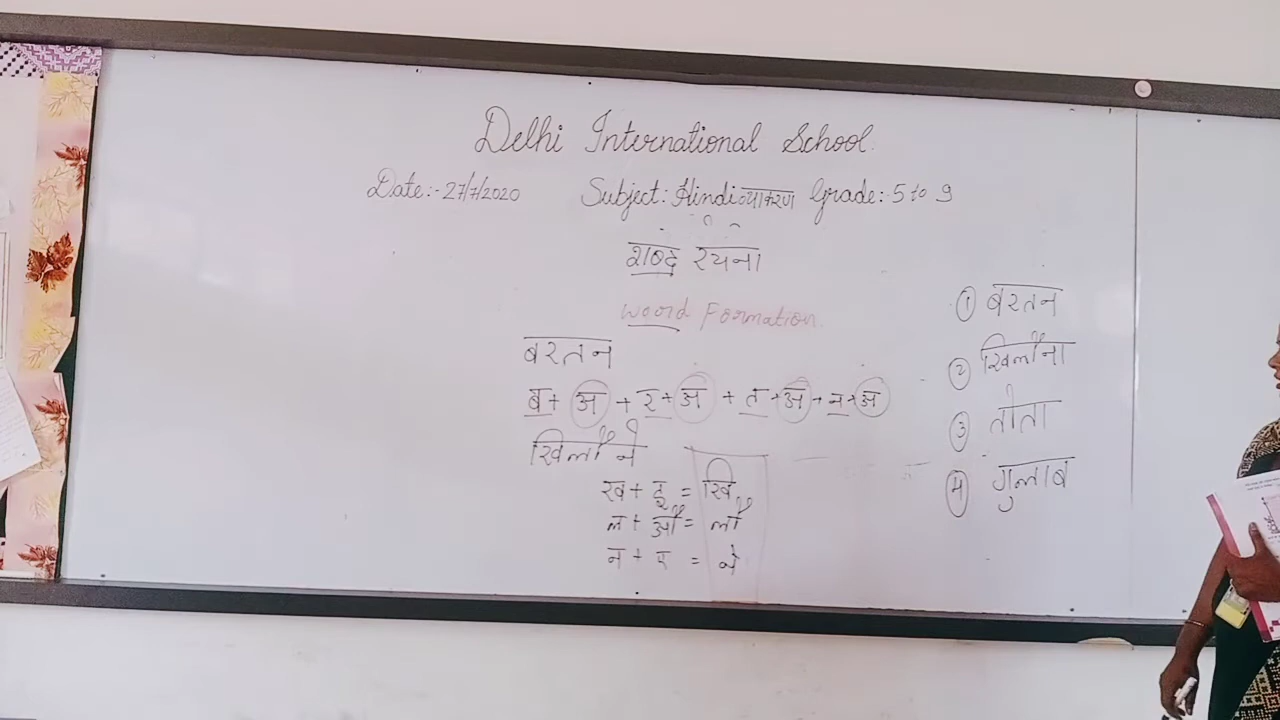 Delhi International School.
Date:- 27/7/2020 Subject: Hindi व्याकरण Grade: 5 to 9
शब्द रचना
Woord Formation.
बरतन
ब + अ + र + अ + त + अ + न + अ
खिलौने
ख + इ = खि
ल + औ = लौ
न + ए = ने
① बरतन
② खिलौना
③ तोता
④ गुलाब